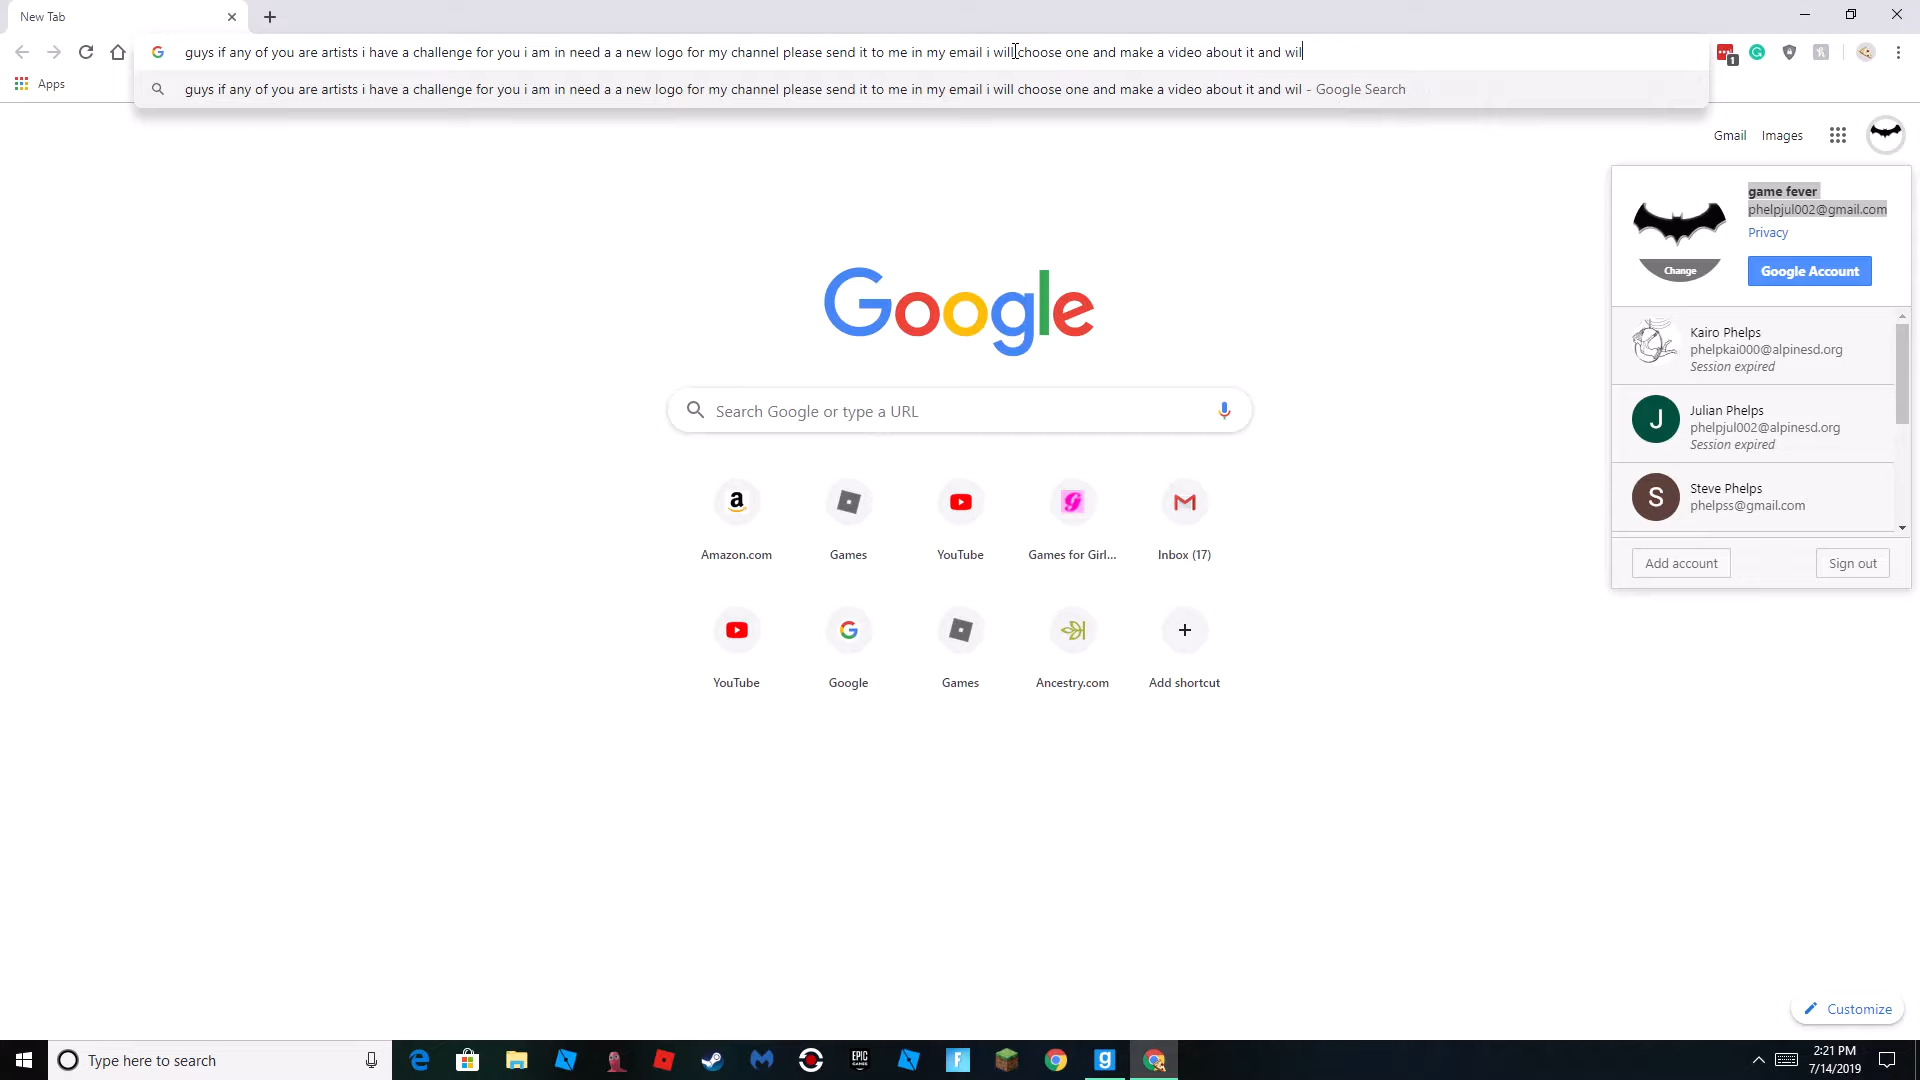 New Tab
guys if any of you are artists i have a challenge for you i am in need a a new logo for my channel please send it to me in my email i will choose one and make a video about it and wil
guys if any of you are artists i have a challenge for you i am in need a a new logo for my channel please send it to me in my email i will choose one and make a video about it and wil - Google Search
1
Apps
Gmail Images
game fever
phelpjul002@gmail.com
Privacy
Change
Google Account
Kairo Phelps
phelpkai000@alpinesd.org
Session expired
J
Julian Phelps
phelpjul002@alpinesd.org
Session expired
S
Steve Phelps
phelpss@gmail.com
Add account Sign out
Google
Search Google or type a URL
Amazon.com Games YouTube Games for Girl... Inbox (17)
YouTube Google Games Ancestry.com Add shortcut
Customize
Type here to search
EPIC GAMES
2:21 PM
7/14/2019